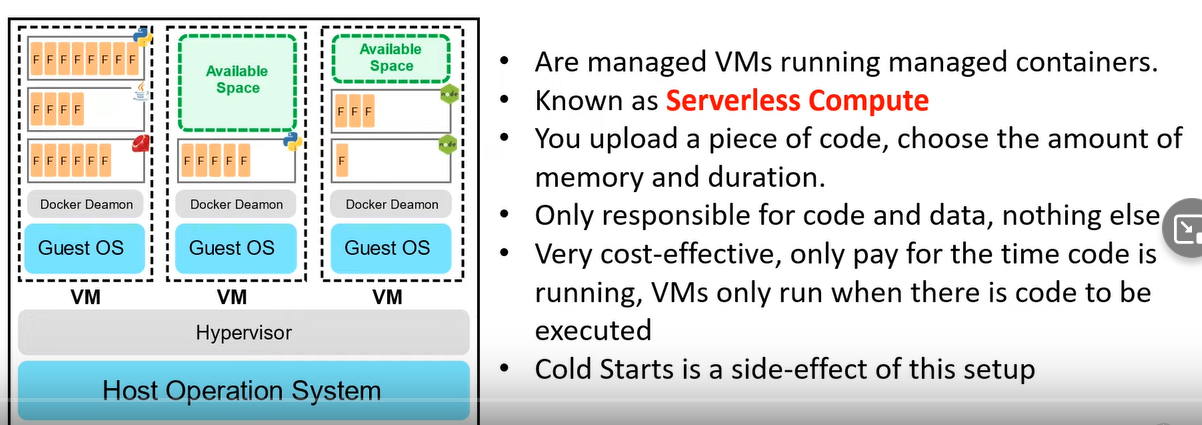 F F F F F F F F
F F F F
F F F F F F
Docker Deamon
Guest OS
VM
Available
Space
F F F F F
Docker Deamon
Guest OS
VM
Available
Space
node
F F F
node
F
Docker Deamon
Guest OS
VM
Hypervisor
Host Operation System
• Are managed VMs running managed containers.
• Known as Serverless Compute
• You upload a piece of code, choose the amount of
memory and duration.
• Only responsible for code and data, nothing else
• Very cost-effective, only pay for the time code is
running, VMs only run when there is code to be
executed
• Cold Starts is a side-effect of this setup